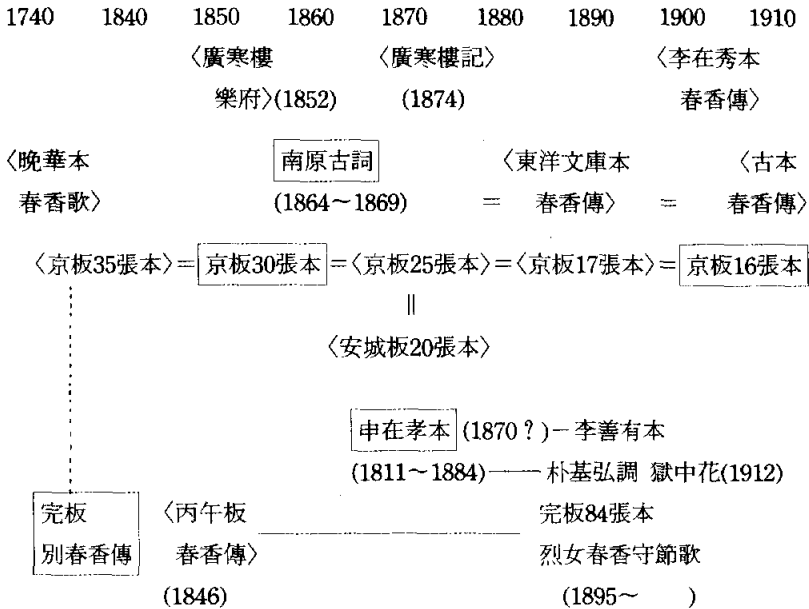 1740 1840 1850 1860 1870 1880 1890 1900 1910
〈廣寒樓 〈廣寒樓記〉 〈李在秀本
樂府〉(1852) (1874) 春香傳〉
〈晩華本 南原古詞 〈東洋文庫本 〈古本
春香歌〉 (1864～1869) = 春香傳〉 = 春香傳〉
〈京板35張本〉=京板30張本=〈京板25張本〉=〈京板17張本〉=京板16張本
||
〈安城板20張本〉
申在孝本 (1870？)－李善有本
(1811～1884)── 朴基弘調 獄中花(1912)
完板 〈丙午板 完板84張本
別春香傳 春香傳〉 烈女春香守節歌
(1846) (1895～ )